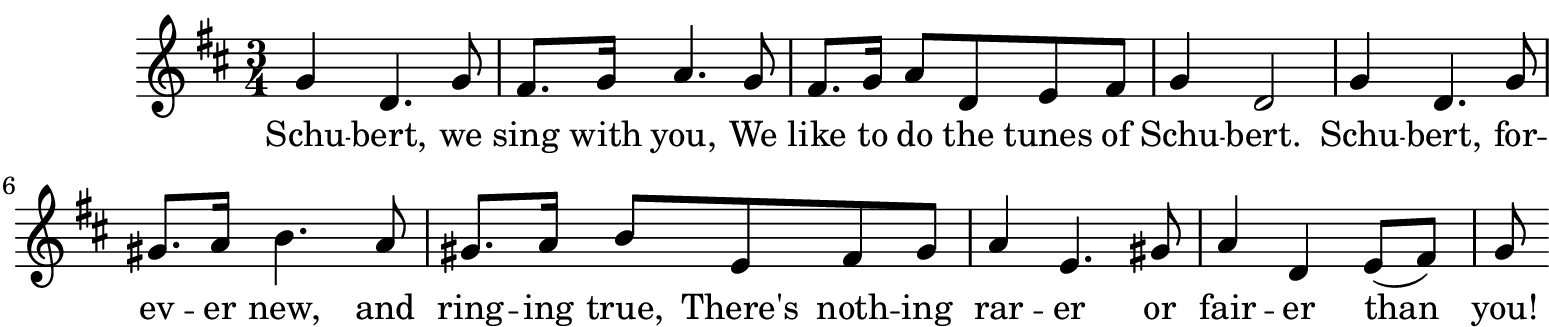 3
4
Schu - bert, we sing with you, We like to do the tunes of Schu - bert. Schu - bert, for -
6
ev - er new, and ring - ing true, There's noth - ing rar - er or fair - er than you!